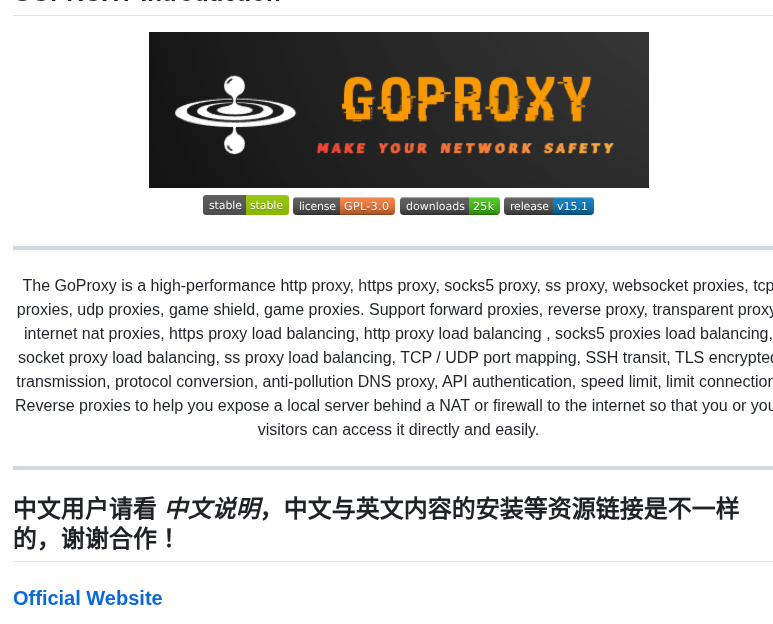 GOPROXY
MAKE YOUR NETWORK SAFETY
stable stable license GPL-3.0 downloads 25k release v15.1
The GoProxy is a high-performance http proxy, https proxy, socks5 proxy, ss proxy, websocket proxies, tcp
proxies, udp proxies, game shield, game proxies. Support forward proxies, reverse proxy, transparent proxy
internet nat proxies, https proxy load balancing, http proxy load balancing , socks5 proxies load balancing,
socket proxy load balancing, ss proxy load balancing, TCP / UDP port mapping, SSH transit, TLS encrypted
transmission, protocol conversion, anti-pollution DNS proxy, API authentication, speed limit, limit connection
Reverse proxies to help you expose a local server behind a NAT or firewall to the internet so that you or
visitors can access it directly and easily.
中文用户请看 中文说明，中文与英文内容的安装等资源链接是不一样
的，谢谢合作！
Official Website